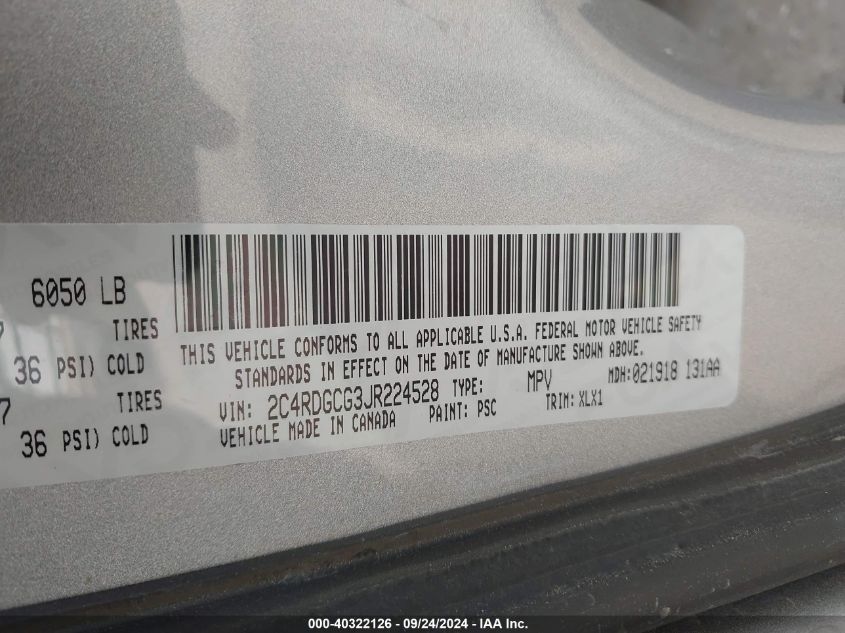 6050 LB
7 TIRES
36 PSI) COLD
7 TIRES
36 PSI) COLD
THIS VEHICLE CONFORMS TO ALL APPLICABLE U.S.A. FEDERAL MOTOR VEHICLE SAFETY
STANDARDS IN EFFECT ON THE DATE OF MANUFACTURE SHOWN ABOVE.
VIN: 2C4RDGCG3JR224528 TYPE: MPV MDH:021918 131AA
VEHICLE MADE IN CANADA PAINT: PSC TRIM: XLX1
000-40322126 - 09/24/2024 - IAA Inc.